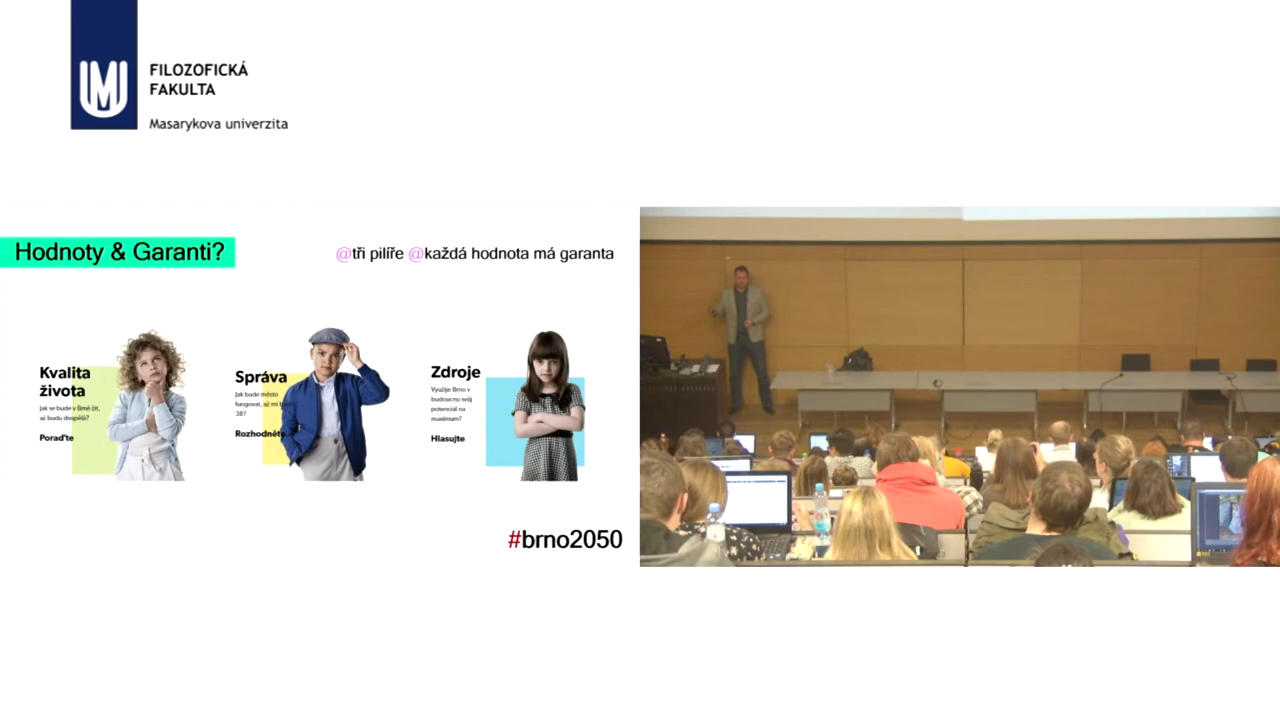 FILOZOFICKÁ
FAKULTA
Masarykova univerzita
Hodnoty & Garanti?
@tři pilíře @každá hodnota má garanta
Kvalita
života
Jak se bude v Brně žít,
až budu dospělý?
Poraďte
Správa
Jak bude město
fungovat, až mi
38?
Rozhodněte
Zdroje
Využije Brno v
budoucnu svůj
potenciál na
maximum?
Hlasujte
#brno2050